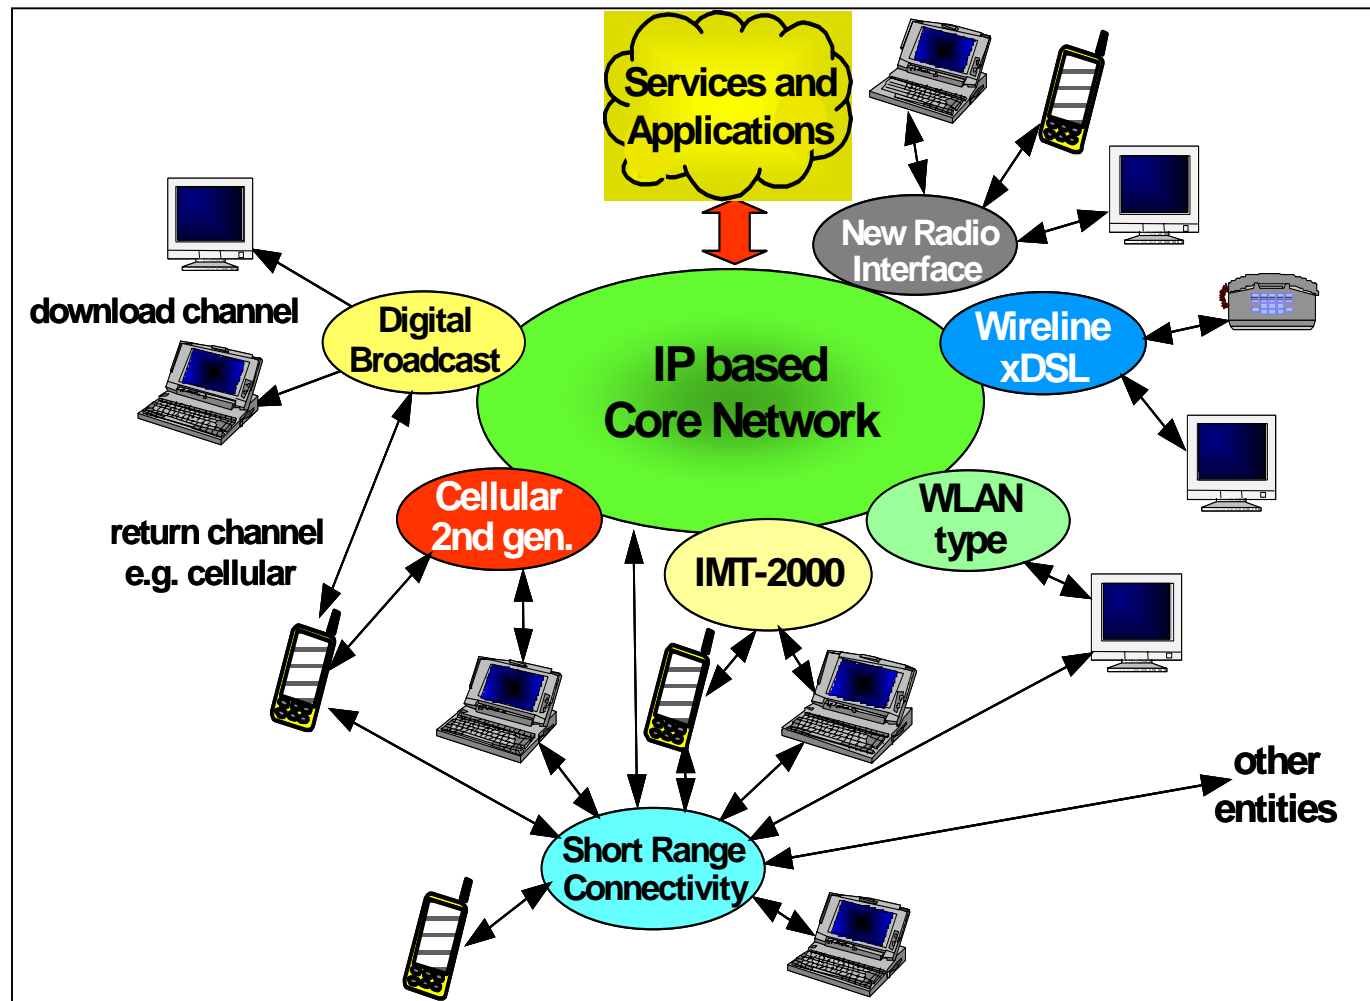 Services and
Applications
New Radio
Interface
download channel
Digital
Broadcast
Wireline
xDSL
IP based
Core Network
Cellular
2nd gen.
WLAN
type
return channel
e.g. cellular
IMT-2000
other
entities
Short Range
Connectivity